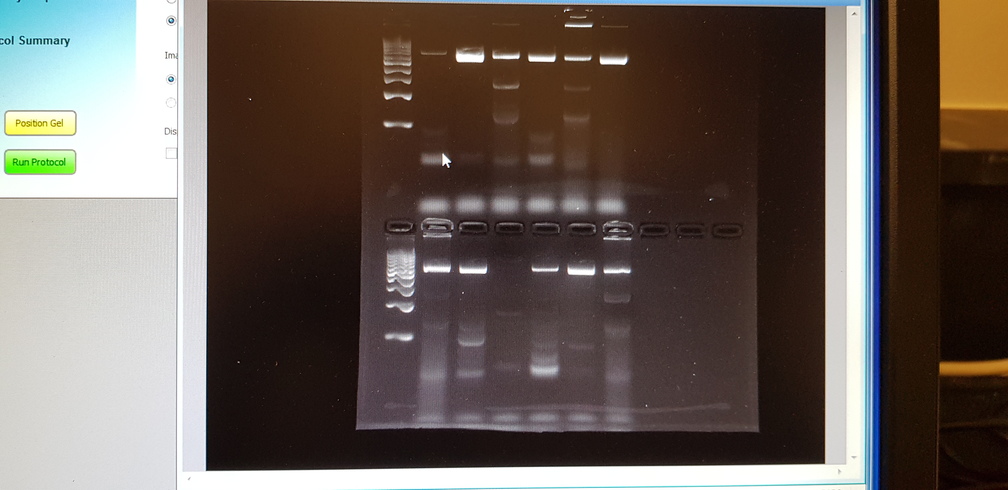 col Summary
Ima
Position Gel
Dis
Run Protocol